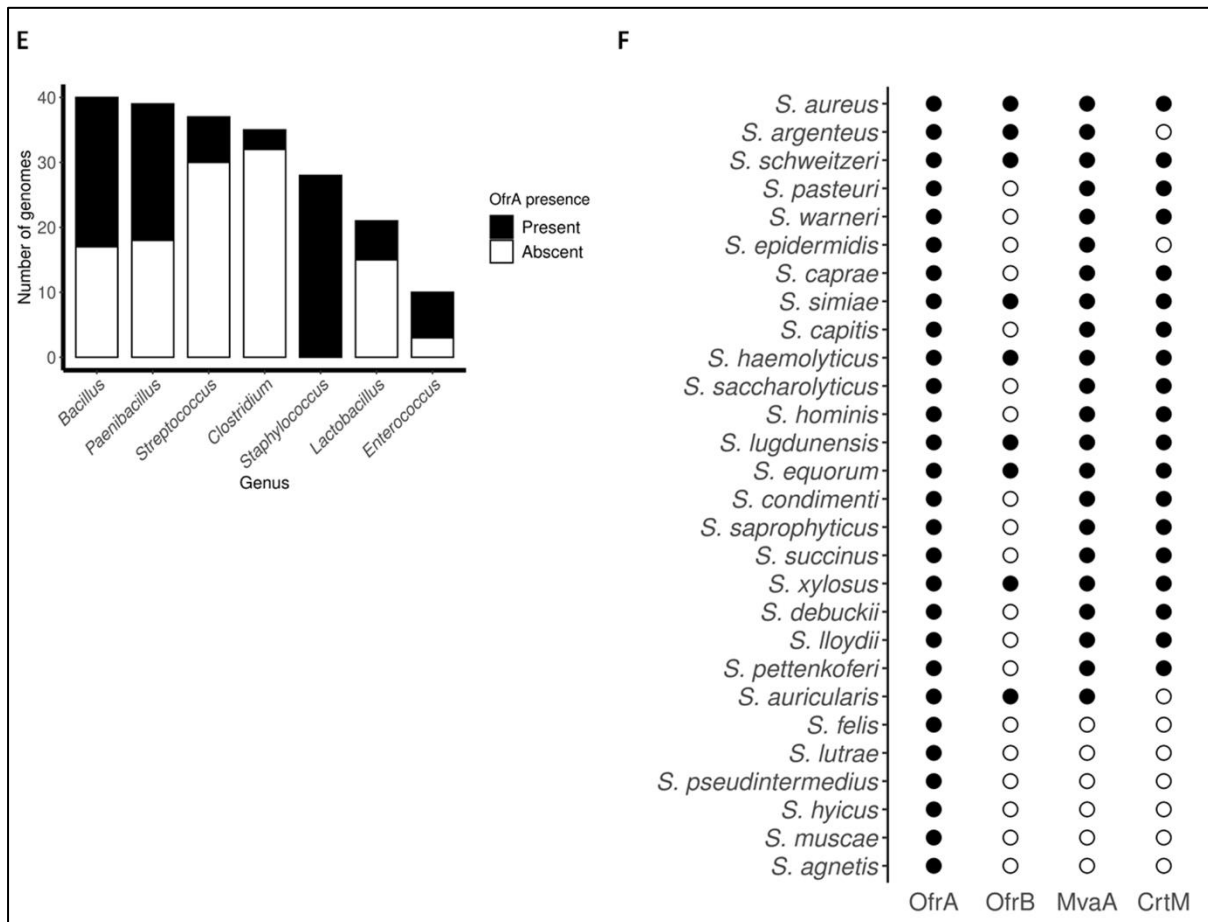 E
F
Number of genomes
40
30
20
10
0
Bacillus
Paenibacillus
Streptococcus
Clostridium
Staphylococcus
Lactobacillus
Enterococcus
Genus
OfrA presence
Present
Abscent
S. aureus
S. argenteus
S. schweitzeri
S. pasteuri
S. warneri
S. epidermidis
S. caprae
S. simiae
S. capitis
S. haemolyticus
S. saccharolyticus
S. hominis
S. lugdunensis
S. equorum
S. condimenti
S. saprophyticus
S. succinus
S. xylosus
S. debuckii
S. lloydii
S. pettenkoferi
S. auricularis
S. felis
S. lutrae
S. pseudintermedius
S. hyicus
S. muscae
S. agnetis
OfrA OfrB MvaA CrtM